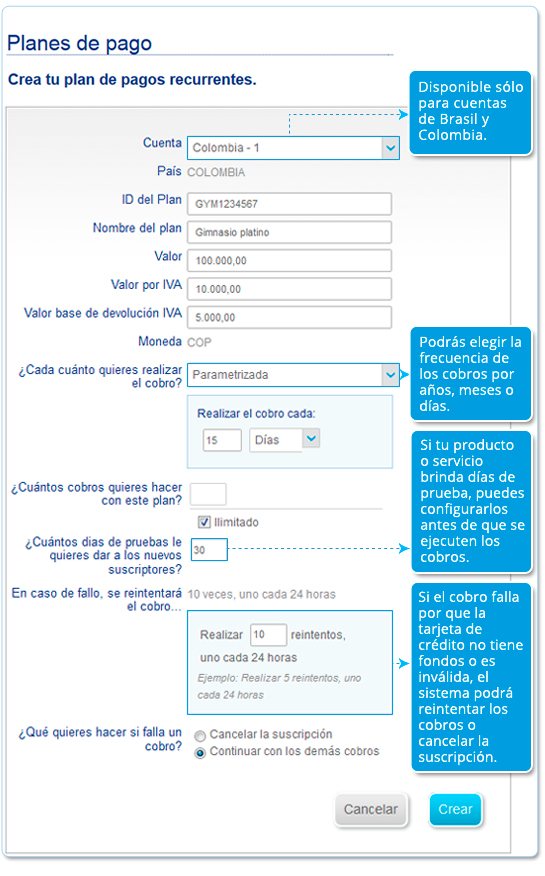 Planes de pago
Crea tu plan de pagos recurrentes.
Disponible sólo
para cuentas
de Brasil y
Colombia.
Cuenta
Colombia - 1
País
COLOMBIA
ID del Plan
GYM1234567
Nombre del plan
Gimnasio platino
Valor
100.000,00
Valor por IVA
10.000,00
Valor base de devolución IVA
5.000,00
Moneda
COP
¿Cada cuánto quieres realizar
el cobro?
Parametrizada
Podrás elegir la
frecuencia de
los cobros por
años, meses o
días.
Realizar el cobro cada:
15
Días
¿Cuántos cobros quieres hacer
con este plan?
Ilimitado
Si tu producto
o servicio
brinda días de
prueba, puedes
configurarlos
antes de que se
ejecuten los
cobros.
¿Cuántos dias de pruebas le
quieres dar a los nuevos
suscriptores?
30
En caso de fallo, se reintentará
el cobro...
10 veces, uno cada 24 horas
Realizar 10 reintentos,
uno cada 24 horas
Ejemplo: Realizar 5 reintentos, uno
cada 24 horas
Si el cobro falla
por que la
tarjeta de
crédito no tiene
fondos o es
inválida, el
sistema podrá
reintentar los
cobros o
cancelar la
suscripción.
¿Qué quieres hacer si falla un
cobro?
Cancelar la suscripción
Continuar con los demás cobros
Cancelar
Crear